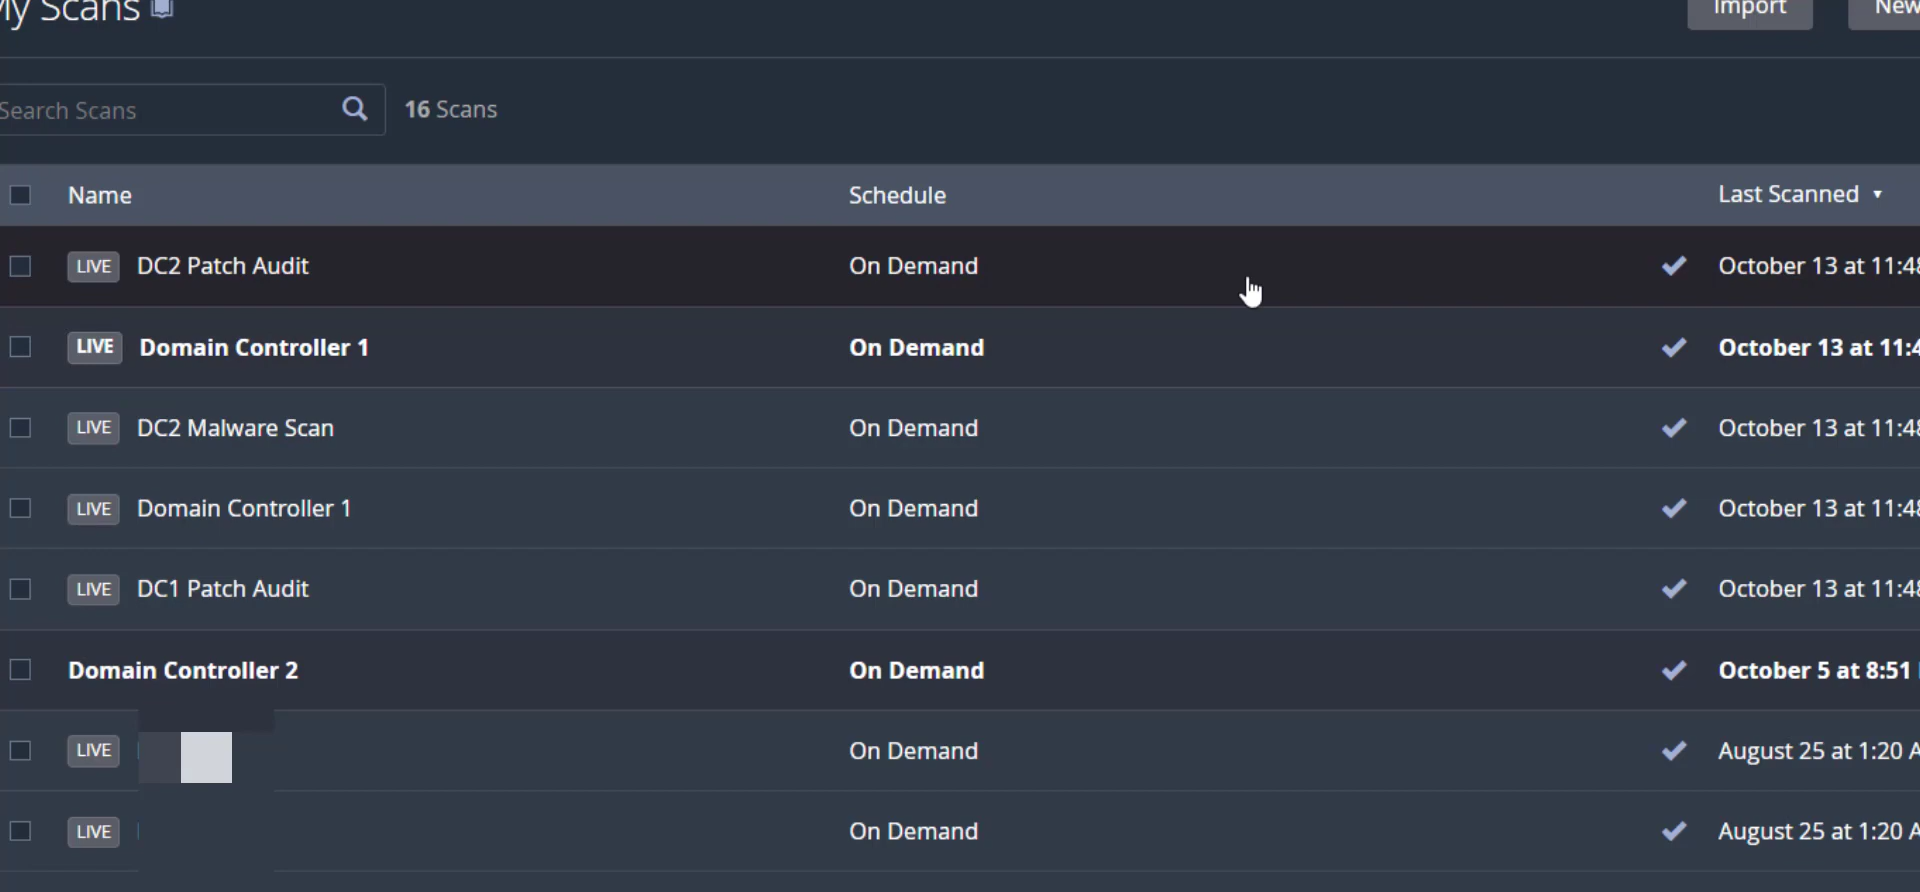 My Scans
Import
New
Search Scans
16 Scans
Name Schedule Last Scanned
LIVE DC2 Patch Audit On Demand October 13 at 11:48
LIVE Domain Controller 1 On Demand October 13 at 11:4
LIVE DC2 Malware Scan On Demand October 13 at 11:48
LIVE Domain Controller 1 On Demand October 13 at 11:48
LIVE DC1 Patch Audit On Demand October 13 at 11:48
Domain Controller 2 On Demand October 5 at 8:51
LIVE On Demand August 25 at 1:20 A
LIVE On Demand August 25 at 1:20 A